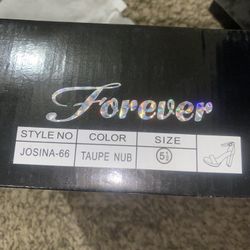 Forever
STYLE NO COLOR SIZE
JOSINA-66 TAUPE NUB 5½